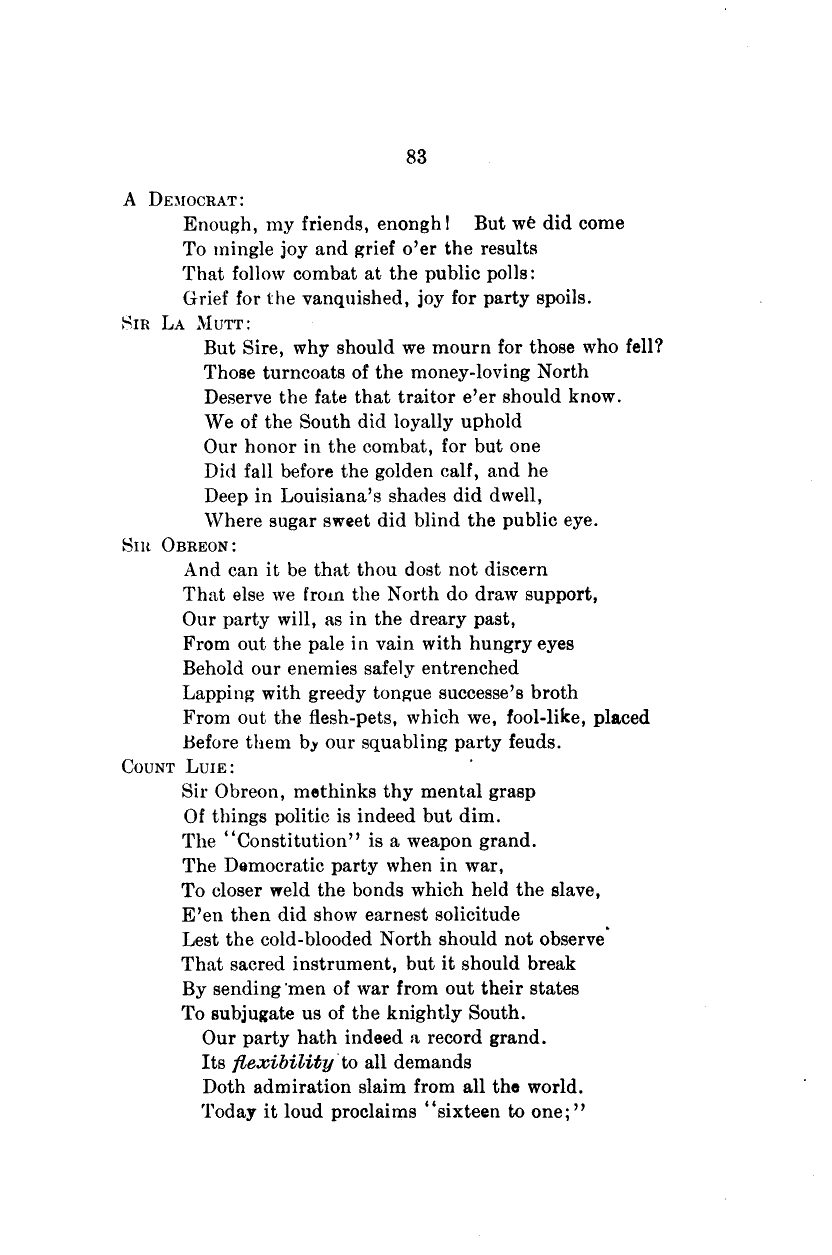 83
A DEMOCRAT:
Enough, my friends, enongh! But we did come
To mingle joy and grief o'er the results
That follow combat at the public polls:
Grief for the vanquished, joy for party spoils.
SIR LA MUTT:
But Sire, why should we mourn for those who fell?
Those turncoats of the money-loving North
Deserve the fate that traitor e'er should know.
We of the South did loyally uphold
Our honor in the combat, for but one
Did fall before the golden calf, and he
Deep in Louisiana's shades did dwell,
Where sugar sweet did blind the public eye.
SIR OBREON:
And can it be that thou dost not discern
That else we from the North do draw support,
Our party will, as in the dreary past,
From out the pale in vain with hungry eyes
Behold our enemies safely entrenched
Lapping with greedy tongue successe's broth
From out the flesh-pets, which we, fool-like, placed
Before them by our squabling party feuds.
COUNT LUIE:
Sir Obreon, methinks thy mental grasp
Of things politic is indeed but dim.
The "Constitution" is a weapon grand.
The Democratic party when in war,
To closer weld the bonds which held the slave,
E'en then did show earnest solicitude
Lest the cold-blooded North should not observe
That sacred instrument, but it should break
By sending men of war from out their states
To subjugate us of the knightly South.
Our party hath indeed a record grand.
Its flexibility to all demands
Doth admiration slaim from all the world.
Today it loud proclaims "sixteen to one;"